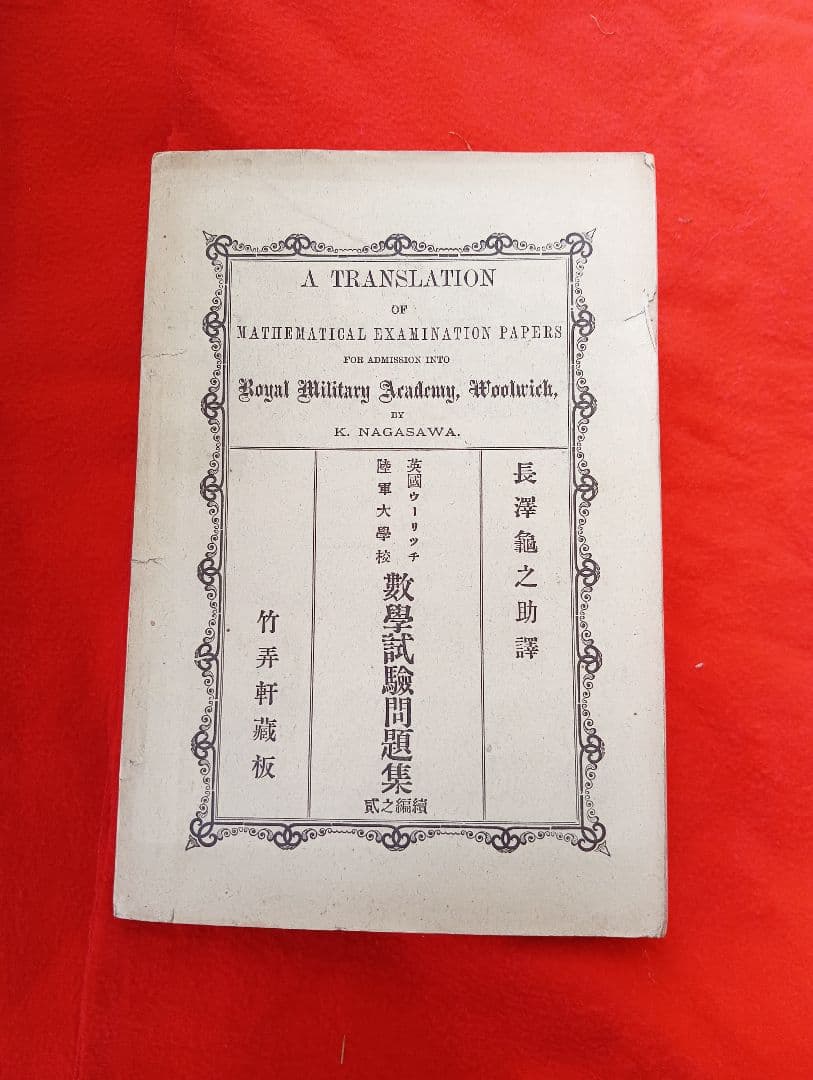 A TRANSLATION
OF
MATHEMATICAL EXAMINATION PAPERS
FOR ADMISSION INTO
Royal Military Academy, Woolwich,
BY
K. NAGASAWA.
長澤龜之助譯
英國ウーリッチ
陸軍大學校
數學試驗問題集
續編之貳
竹弄軒藏板